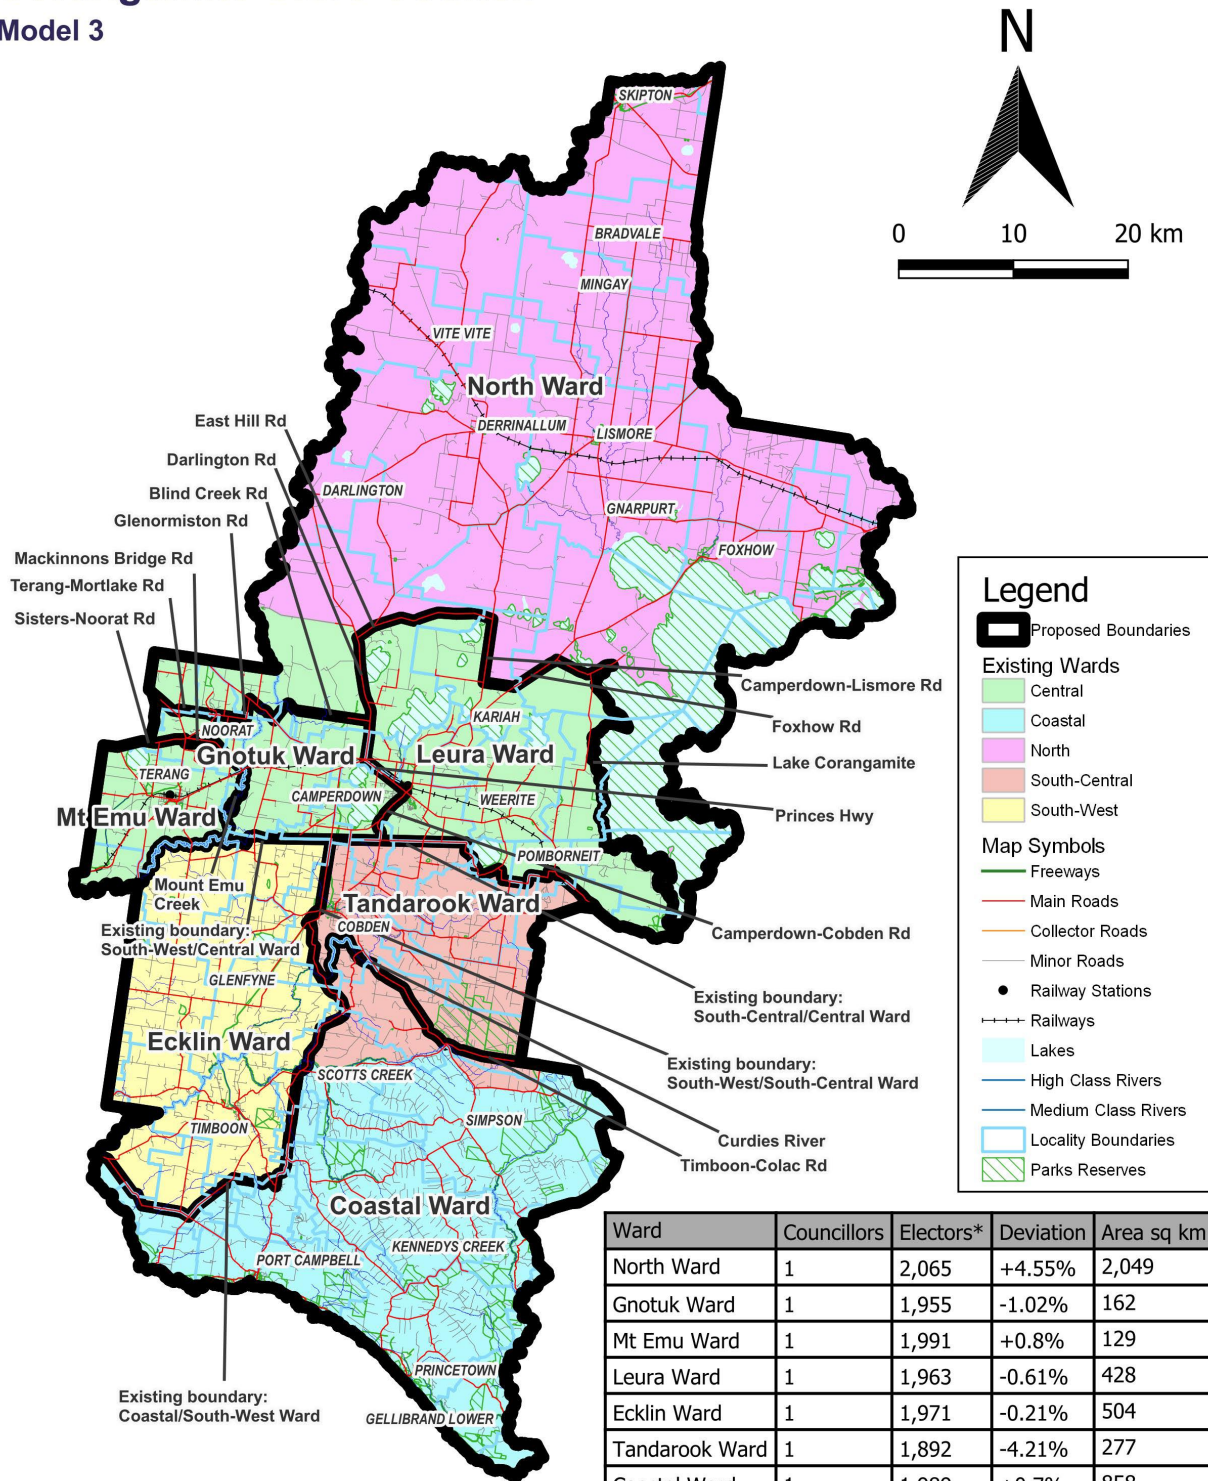 Model 3
N
0 10 20 km
SKIPTON
BRADVALE
MINGAY
VITE VITE
North Ward
East Hill Rd
DERRINALLUM
LISMORE
Darlington Rd
DARLINGTON
Blind Creek Rd
GNARPURT
Glenormiston Rd
FOXHOW
Mackinnons Bridge Rd
Terang-Mortlake Rd
Sisters-Noorat Rd
Camperdown-Lismore Rd
KARIAH
Foxhow Rd
NOORAT
Gnotuk Ward
Leura Ward
Lake Corangamite
TERANG
CAMPERDOWN
WEERITE
Mt Emu Ward
Princes Hwy
POMBORNEIT
Mount Emu
Creek
Tandarook Ward
COBDEN
Existing boundary:
South-West/Central Ward
Camperdown-Cobden Rd
GLENFYNE
Existing boundary:
South-Central/Central Ward
Ecklin Ward
Existing boundary:
South-West/South-Central Ward
SCOTTS CREEK
SIMPSON
TIMBOON
Curdies River
Timboon-Colac Rd
Coastal Ward
KENNEDYS CREEK
PORT CAMPBELL
PRINCETOWN
GELLIBRAND LOWER
Existing boundary:
Coastal/South-West Ward
Legend
Proposed Boundaries
Existing Wards
Central
Coastal
North
South-Central
South-West
Map Symbols
Freeways
Main Roads
Collector Roads
Minor Roads
Railway Stations
Railways
Lakes
High Class Rivers
Medium Class Rivers
Locality Boundaries
Parks Reserves
Ward Councillors Electors* Deviation Area sq km
North Ward 1 2,065 +4.55% 2,049
Gnotuk Ward 1 1,955 -1.02% 162
Mt Emu Ward 1 1,991 +0.8% 129
Leura Ward 1 1,963 -0.61% 428
Ecklin Ward 1 1,971 -0.21% 504
Tandarook Ward 1 1,892 -4.21% 277